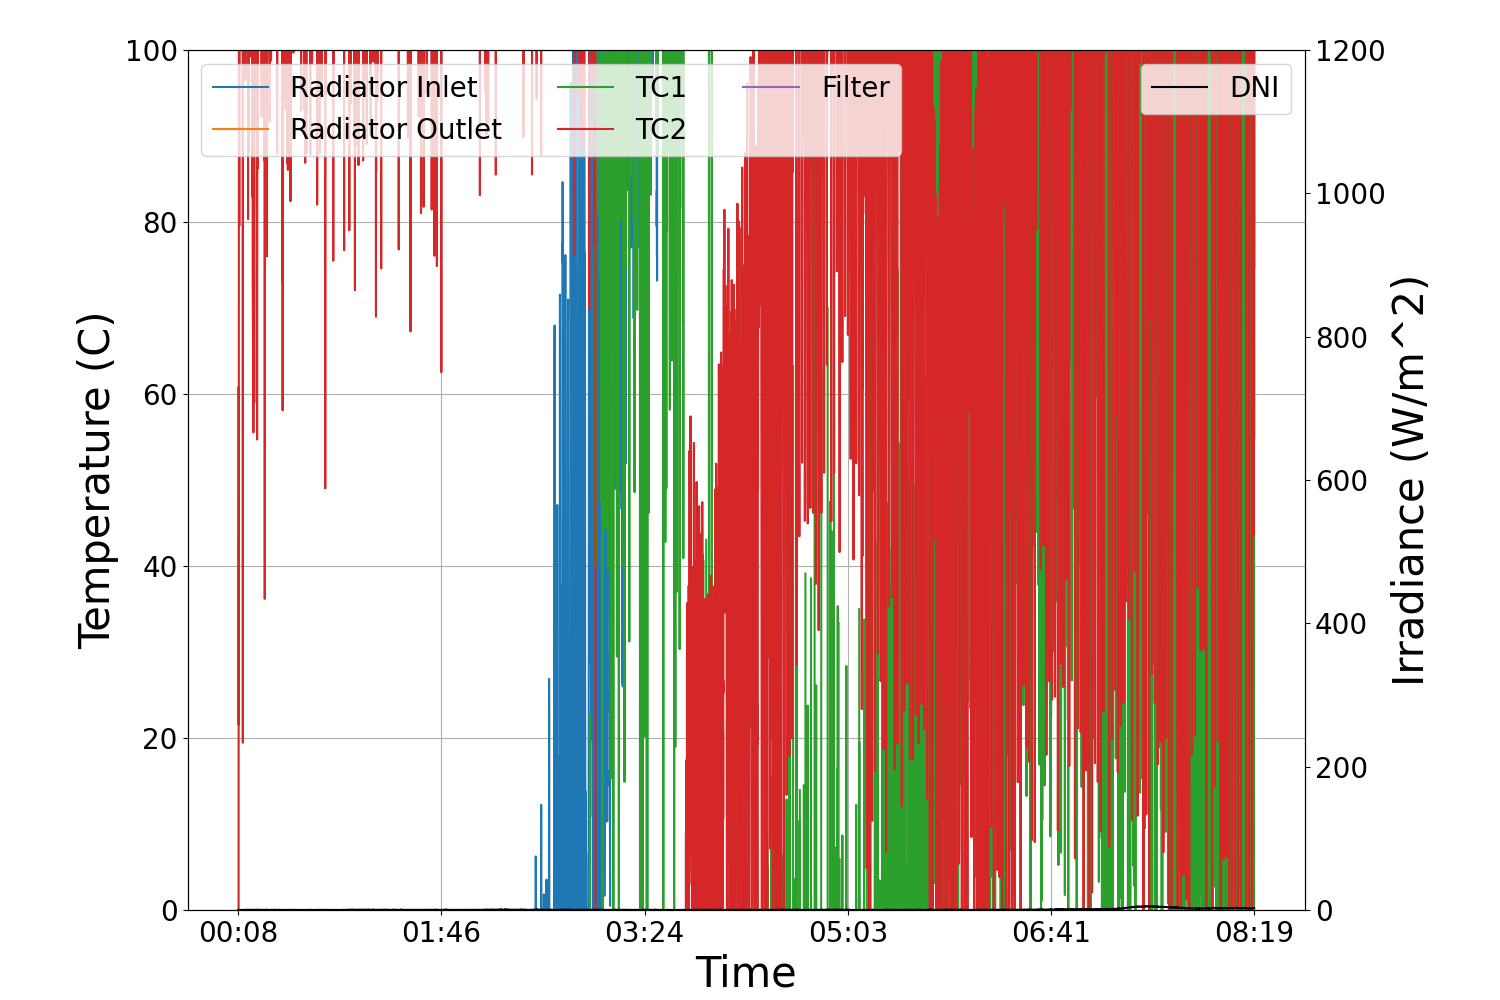 Radiator Inlet
Radiator Outlet
TC1
TC2
Filter
DNI
Temperature (C)
100
80
60
40
20
0
1200
1000
800
600
400
200
0
Irradiance (W/m^2)
00:08 01:46 03:24 05:03 06:41 08:19
Time